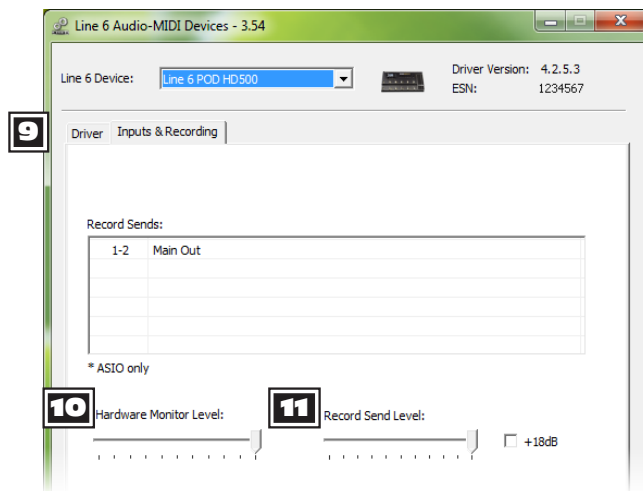 Line 6 Audio-MIDI Devices - 3.54
Line 6 Device: Line 6 POD HD500 Driver Version: 4.2.5.3
ESN: 1234567
9 Driver Inputs & Recording
Record Sends:
1-2 Main Out
* ASIO only
10 Hardware Monitor Level: 11 Record Send Level:
+18dB